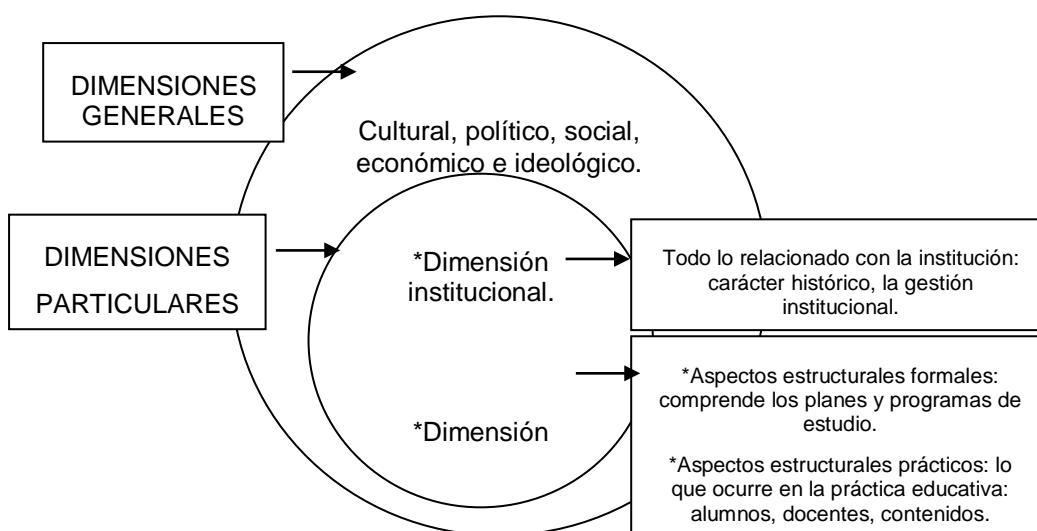 DIMENSIONES
GENERALES
Cultural, político, social,
económico e ideológico.
DIMENSIONES
PARTICULARES
*Dimensión
institucional.
Todo lo relacionado con la institución:
carácter histórico, la gestión
institucional.
*Dimensión
*Aspectos estructurales formales:
comprende los planes y programas de
estudio.
*Aspectos estructurales prácticos: lo
que ocurre en la práctica educativa:
alumnos, docentes, contenidos.